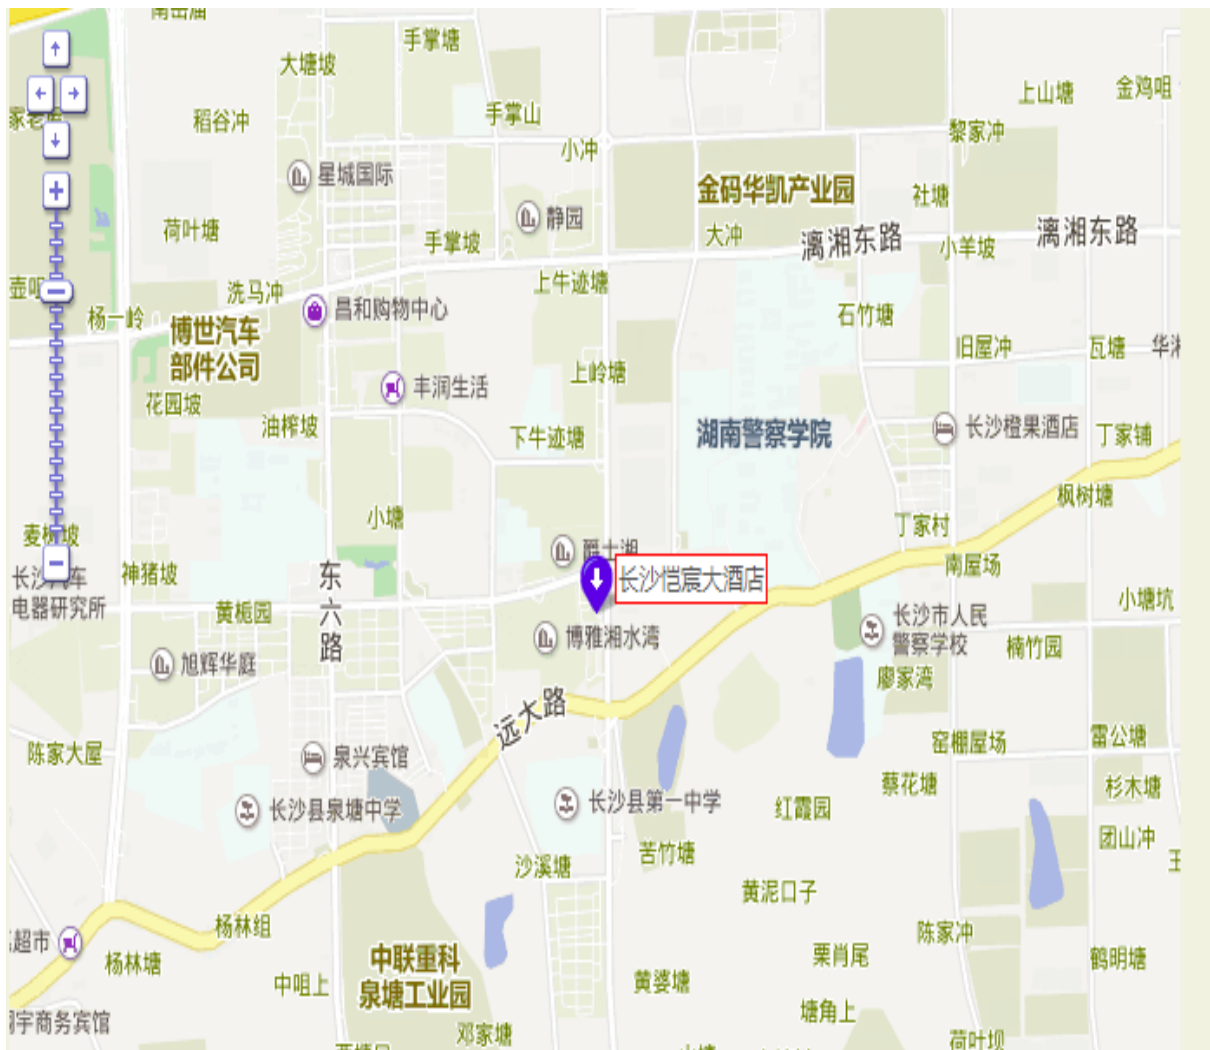 手掌塘
大塘坡
上山塘
金鸡咀
手掌山
稻谷冲
黎家冲
小冲
星城国际
金码华凯产业园
社塘
静园
荷叶塘
手掌坡
大冲
漓湘东路
漓湘东路
小羊坡
上牛迹塘
洗马冲
昌和购物中心
杨一岭
石竹塘
博世汽车
部件公司
旧屋冲
瓦塘
上岭塘
丰润生活
花园坡
油榨坡
下牛迹塘
湖南警察学院
长沙橙果酒店
丁家铺
枫树塘
小塘
丁家村
南屋场
神猪坡
东六路
长沙恺宸大酒店
电器研究所
黄栀园
小塘坑
长沙市人民
警察学校
博雅湘水湾
楠竹园
旭辉华庭
廖家湾
远大路
陈家大屋
泉兴宾馆
窑棚屋场
雷公塘
蔡花塘
杉木塘
长沙县泉塘中学
长沙县第一中学
红霞园
团山冲
苦竹塘
沙溪塘
黄泥口子
杨林组
陈家冲
超市
杨林塘
中联重科
泉塘工业园
栗肖尾
鹤明塘
中咀上
黄婆塘
塘角上
宇商务宾馆
邓家塘
荷叶坝